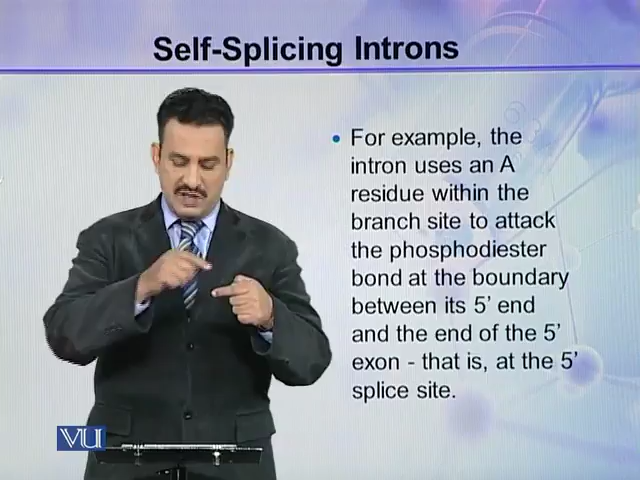 Self-Splicing Introns
• For example, the
intron uses an A
residue within the
branch site to attack
the phosphodiester
bond at the boundary
between its 5' end
and the end of the 5'
exon - that is, at the 5'
splice site.
VU